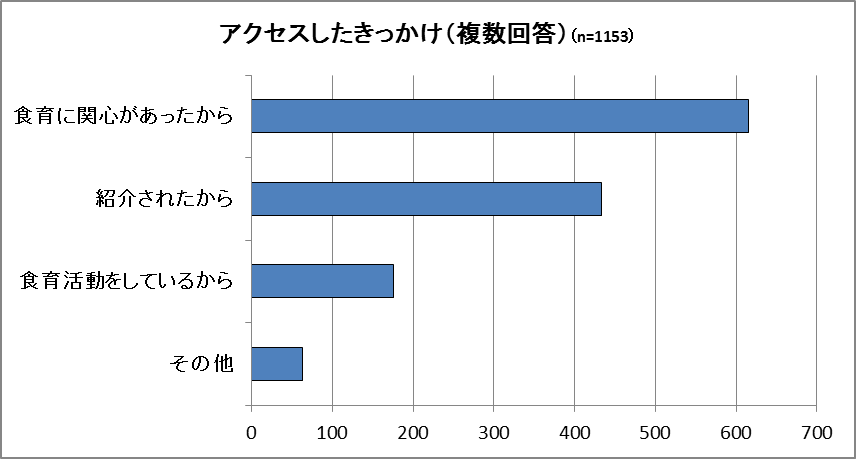 アクセスしたきっかけ（複数回答）（n=1153）
食育に関心があったから
紹介されたから
食育活動をしているから
その他
0 100 200 300 400 500 600 700